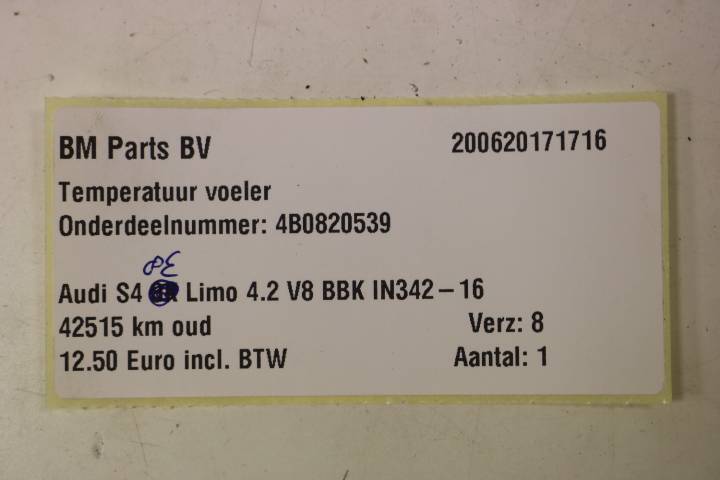 BM Parts BV 200620171716
Temperatuur voeler
Onderdeelnummer: 4B0820539
8E
Audi S4 Limo 4.2 V8 BBK IN342-16
42515 km oud Verz: 8
12.50 Euro incl. BTW Aantal: 1